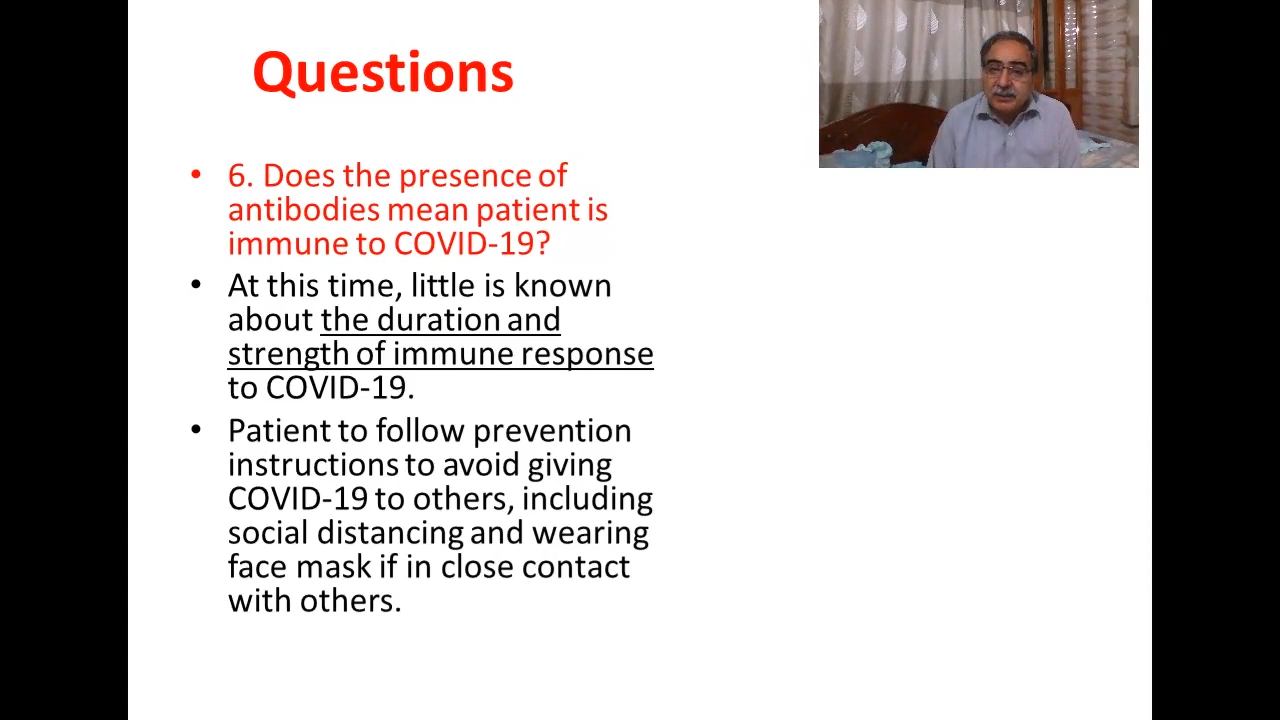 Questions
• 6. Does the presence of
antibodies mean patient is
immune to COVID-19?
• At this time, little is known
about the duration and
strength of immune response
to COVID-19.
• Patient to follow prevention
instructions to avoid giving
COVID-19 to others, including
social distancing and wearing
face mask if in close contact
with others.